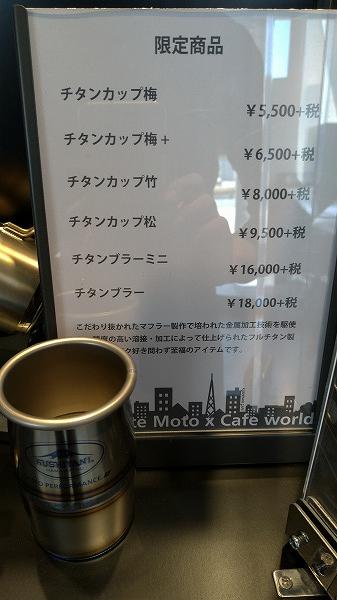 限定商品
チタンカップ梅
¥5,500+税
チタンカップ梅 +
¥6,500+税
チタンカップ竹
¥8,000+税
チタンカップ松
¥9,500+税
チタンブラーミニ
¥16,000+税
チタンブラー
¥18,000+税
こだわり抜かれたマフラー製作で培われた金属加工技術を駆使
精度の高い溶接・加工によって仕上げられたフルチタン製
ク好き問わず至福のアイテムです。
te Moto x Cafe world
PERFORMANCE